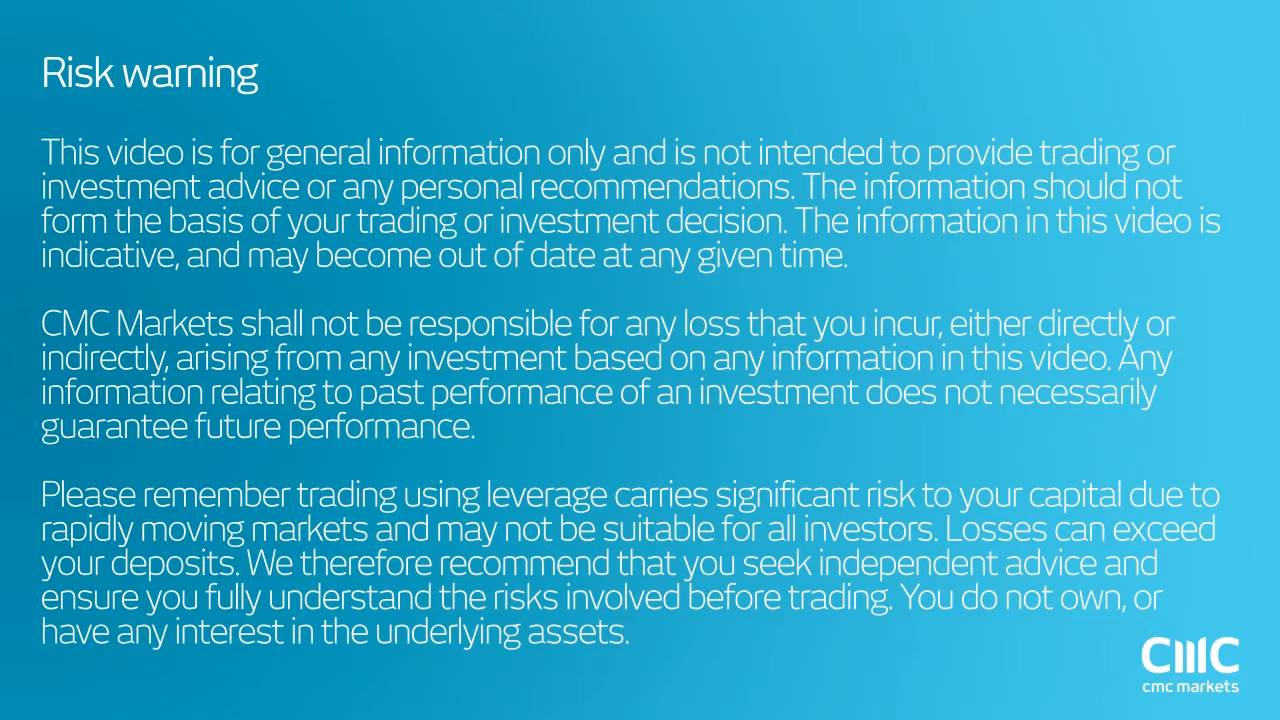 Risk warning
This video is for general information only and is not intended to provide trading or
investment advice or any personal recommendations. The information should not
form the basis of your trading or investment decision. The information in this video is
indicative, and may become out of date at any given time.
CMC Markets shall not be responsible for any loss that you incur, either directly or
indirectly, arising from any investment based on any information in this video. Any
information relating to past performance of an investment does not necessarily
guarantee future performance.
Please remember trading using leverage carries significant risk to your capital due to
rapidly moving markets and may not be suitable for all investors. Losses can exceed
your deposits. We therefore recommend that you seek independent advice and
ensure you fully understand the risks involved before trading. You do not own, or
have any interest in the underlying assets.
CMC
cmc markets